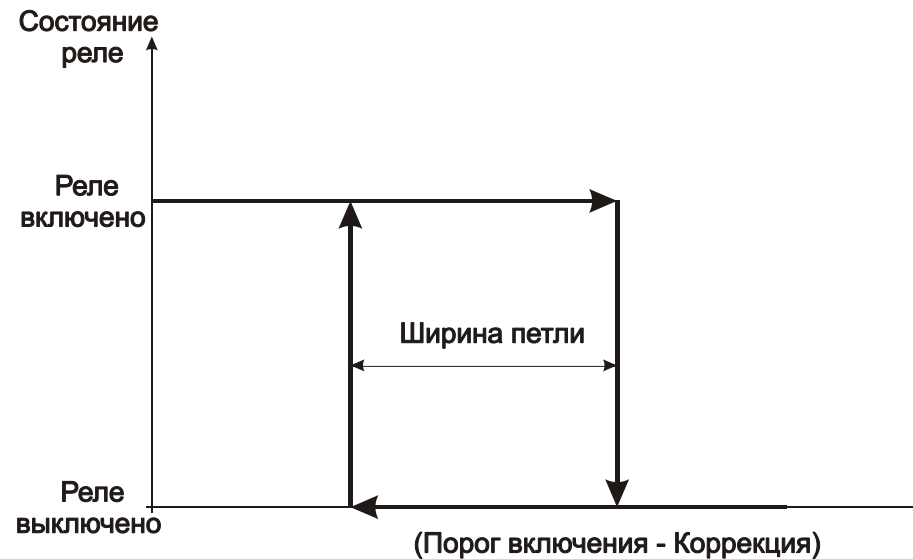 Состояние
реле
Реле
включено
Ширина петли
Реле
выключено
(Порог включения - Коррекция)